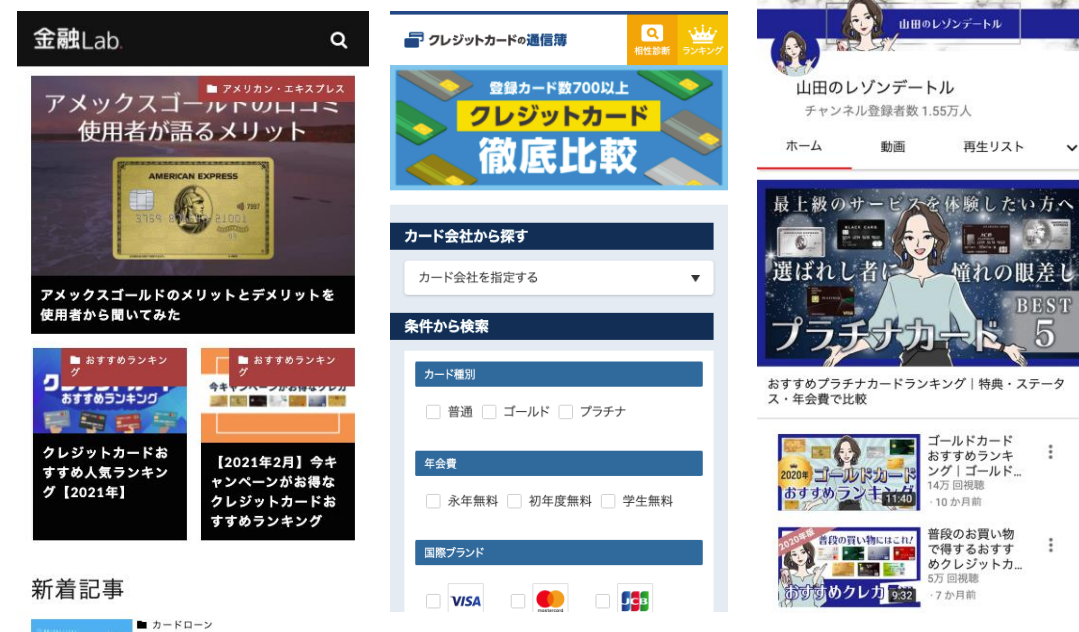 金融Lab.
アメリカン・エキスプレス
アメックスゴールドの口コミ
使用者が語るメリット
AMERICAN EXPRESS
アメックスゴールドのメリットとデメリットを
使用者から聞いてみた
おすすめランキン
グ
おすすめランキング
クレジットカードお
すすめ人気ランキン
グ【2021年】
おすすめランキン
グ
【2021年2月】今キ
ャンペーンがお得な
クレジットカードお
すすめランキング
新着記事
カードローン
クレジットカードの通信簿
相性診断
ランキング
登録カード数700以上
クレジットカード
徹底比較
カード会社から探す
カード会社を指定する
条件から検索
カード種別
普通
ゴールド
プラチナ
年会費
永年無料
初年度無料
学生無料
国際ブランド
VISA
mastercard
JCB
山田のレゾンデートル
山田のレゾンデートル
チャンネル登録者数 1.55万人
ホーム
動画
再生リスト
最上級のサービスを体験したい方へ
選ばれし者に
憧れの眼差し
BEST
プラチナカード 5
おすすめプラチナカードランキング｜特典・ステータ
ス・年会費で比較
2020年
ゴールドカード
おすすめランキング
11:40
ゴールドカード
おすすめランキ
ング｜ゴールド...
14万 回視聴
・10 か月前
2020年版
普段の買い物にはこれ!
おすすめクレカ
9:32
普段のお買い物
で得するおすす
めクレジットカ...
5万 回視聴
・7 か月前